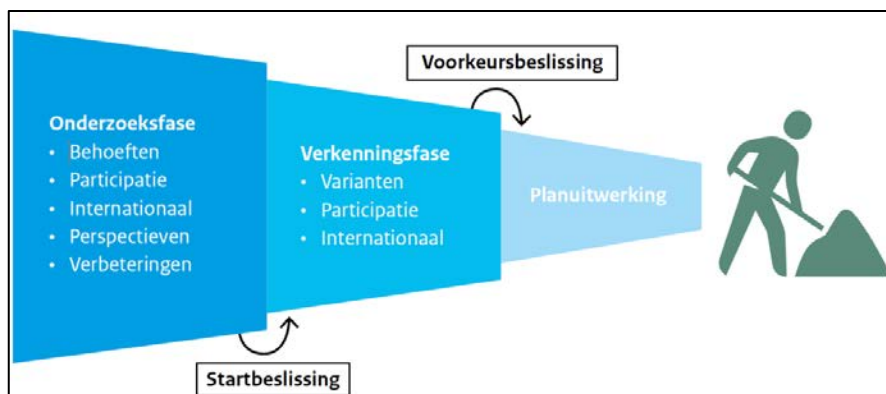 Voorkeursbeslissing
Onderzoeksfase
• Behoeften
• Participatie
• Internationaal
• Perspectieven
• Verbeteringen
Verkenningsfase
• Varianten
• Participatie
• Internationaal
Planuitwerking
Startbeslissing